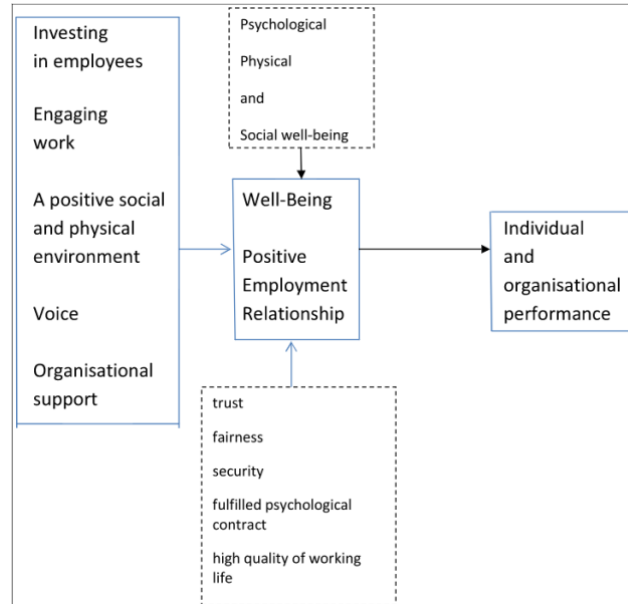 Investing
in employees
Engaging
work
A positive social
and physical
environment
Voice
Organisational
support
Psychological
Physical
and
Social well-being
Well-Being
Positive
Employment
Relationship
trust
fairness
security
fulfilled psychological
contract
high quality of working
life
Individual
and
organisational
performance